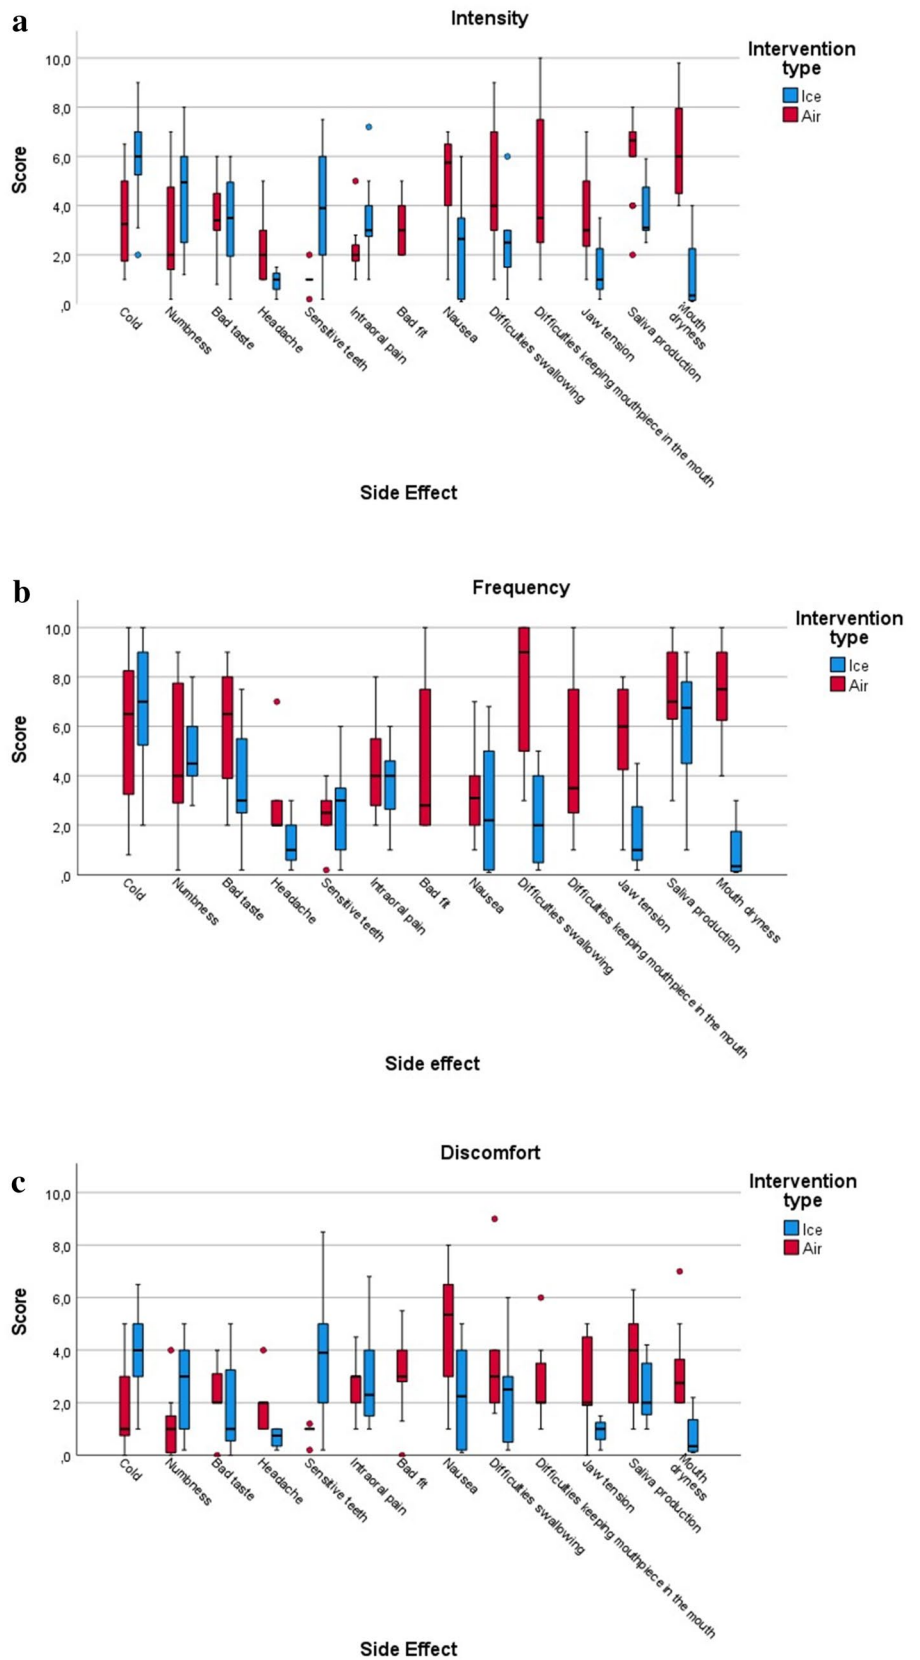 a
Intensity
Intervention
type
Ice
Air
Score
10,0
8,0
6,0
4,0
2,0
,0
Cold
Numbness
Bad taste
Headache
Sensitive teeth
Intraoral pain
Bad fit
Nausea
Difficulties swallowing
Difficulties keeping mouthpiece in the mouth
Jaw tension
Saliva production
Mouth
dryness
Side Effect
b
Frequency
Intervention
type
Ice
Air
Score
10,0
8,0
6,0
4,0
2,0
,0
Cold
Numbness
Bad taste
Headache
Sensitive teeth
Intraoral pain
Bad fit
Nausea
Difficulties swallowing
Difficulties keeping mouthpiece in the mouth
Jaw tension
Saliva production
Mouth dryness
Side effect
c
Discomfort
Intervention
type
Ice
Air
Score
10,0
8,0
6,0
4,0
2,0
,0
Cold
Numbness
Bad taste
Headache
Sensitive teeth
Intraoral pain
Bad fit
Nausea
Difficulties swallowing
Difficulties keeping mouthpiece in the mouth
Jaw tension
Saliva production
Mouth
dryness
Side Effect